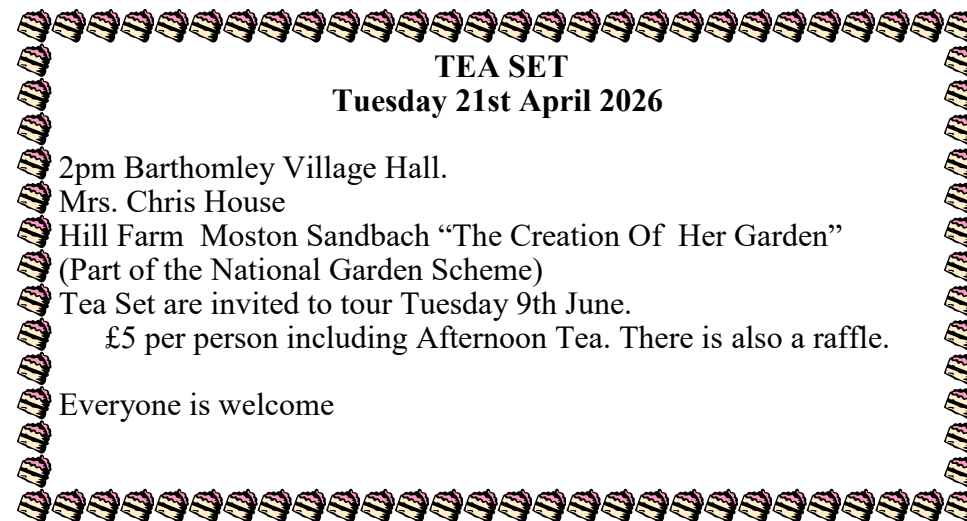 TEA SET
Tuesday 21st April 2026
2pm Barthomley Village Hall.
Mrs. Chris House
Hill Farm  Moston Sandbach “The Creation Of  Her Garden”
(Part of the National Garden Scheme)
Tea Set are invited to tour Tuesday 9th June.
£5 per person including Afternoon Tea. There is also a raffle.
Everyone is welcome